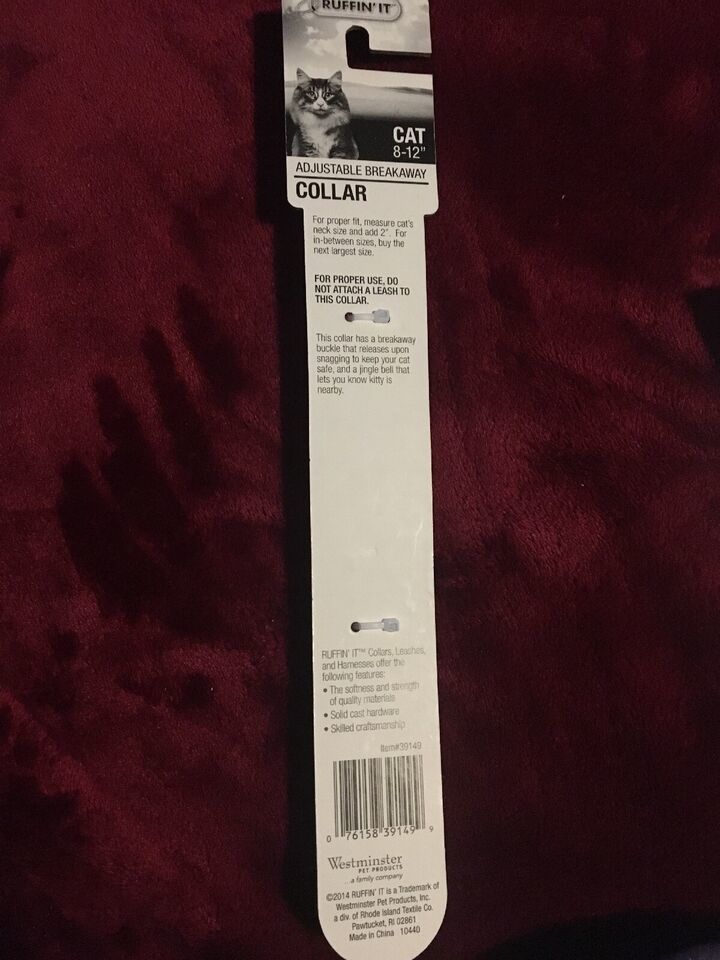 RUFFIN' IT™
CAT
8-12"
ADJUSTABLE BREAKAWAY
COLLAR
For proper fit, measure cat's
neck size and add 2". For
in-between sizes, buy the
next largest size.
FOR PROPER USE, DO
NOT ATTACH A LEASH TO
THIS COLLAR.
This collar has a breakaway
buckle that releases upon
snagging to keep your cat
safe, and a jingle bell that
lets you know kitty is
nearby.
RUFFIN' IT™ Collars, Leashes,
and Harnesses offer the
following features:
• The softness and strength
of quality materials
• Solid cast hardware
• Skilled craftsmanship
Item#39149
0 76158 39149 9
Westminster
PET PRODUCTS
...a family company
©2014 RUFFIN' IT is a Trademark of
Westminster Pet Products, Inc.
a div. of Rhode Island Textile Co.
Pawtucket, RI 02861
Made in China 10440